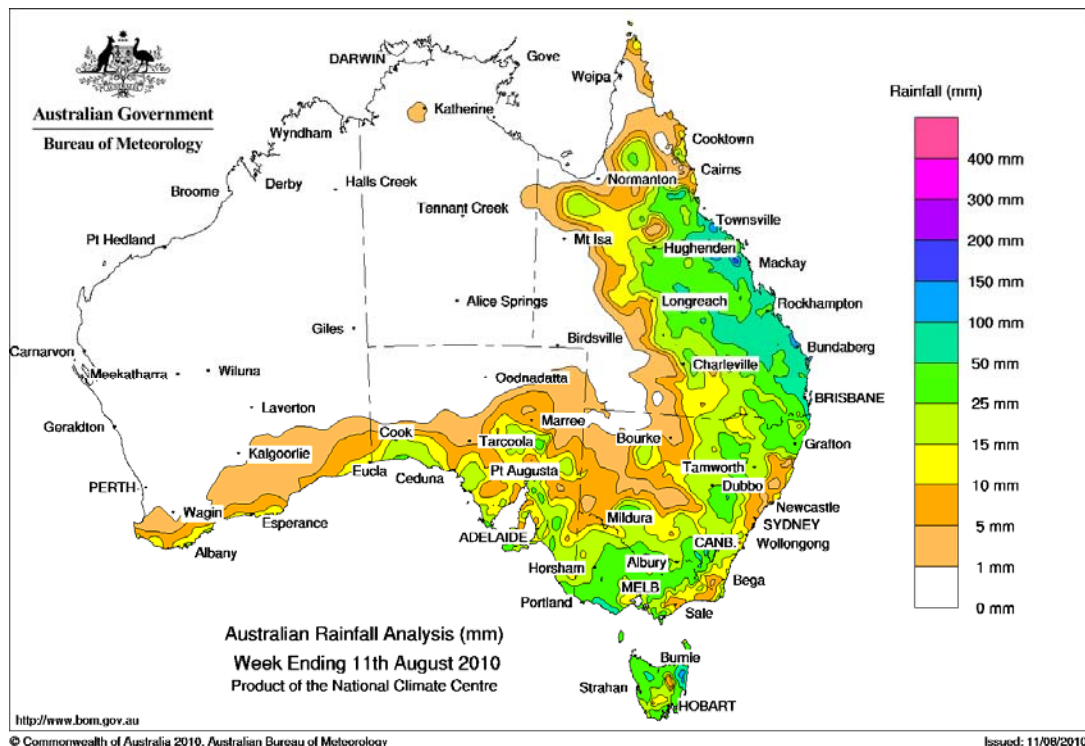 Australian Government
Bureau of Meteorology
DARWIN
Gove
Weipa
Katherine
Wyndham
Cooktown
Cairns
Derby
Halls Creek
Broome
Normanton
Tennant Creek
Townsville
Mt Isa
Hughenden
Pt Hedland
Mackay
Alice Springs
Longreach
Rockhampton
Giles
Birdsville
Bundaberg
Carnarvon
Meekatharra
Wiluna
Charleville
Oodnadatta
BRISBANE
Laverton
Marree
Geraldton
Cook
Tarcoola
Bourke
Grafton
Kalgoorlie
Eucla
Ceduna
Pt Augusta
Tamworth
Dubbo
PERTH
Newcastle
Wagin
Esperance
Mildura
SYDNEY
ADELAIDE
CANB.
Wollongong
Albany
Horsham
Albury
Bega
MELB
Portland
Sale
Burnie
Strahan
HOBART
Rainfall (mm)
400 mm
300 mm
200 mm
150 mm
100 mm
50 mm
25 mm
15 mm
10 mm
5 mm
1 mm
0 mm
Australian Rainfall Analysis (mm)
Week Ending 11th August 2010
Product of the National Climate Centre
http://www.bom.gov.au
© Commonwealth of Australia 2010, Australian Bureau of Meteorology
Issued: 11/08/2010